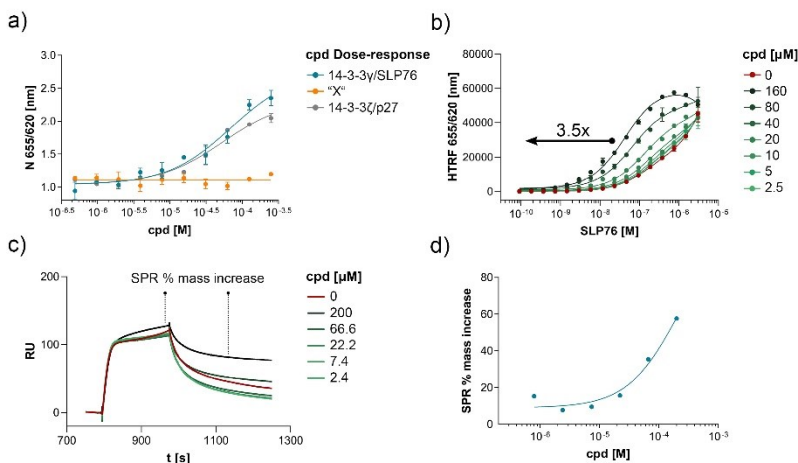 a)
N 655/620 [nm]
3.0
2.5
2.0
1.5
1.0
10-6.5
10-6
10-5.5
10-5
10-4.5
10-4
10-3.5
cpd [M]
cpd Dose-response
14-3-3γ/SLP76
"X"
14-3-3ζ/p27
b)
HTRF 655/620 [nm]
80000
60000
40000
20000
0
3.5x
10-10
10-9
10-8
10-7
10-6
10-5
SLP76 [M]
cpd [µM]
0
160
80
40
20
10
5
2.5
c)
RU
200
100
0
SPR % mass increase
700
900
1100
1300
t [s]
cpd [µM]
0
200
66.6
22.2
7.4
2.4
d)
SPR % mass increase
80
60
40
20
0
10-6
10-5
10-4
10-3
cpd [M]